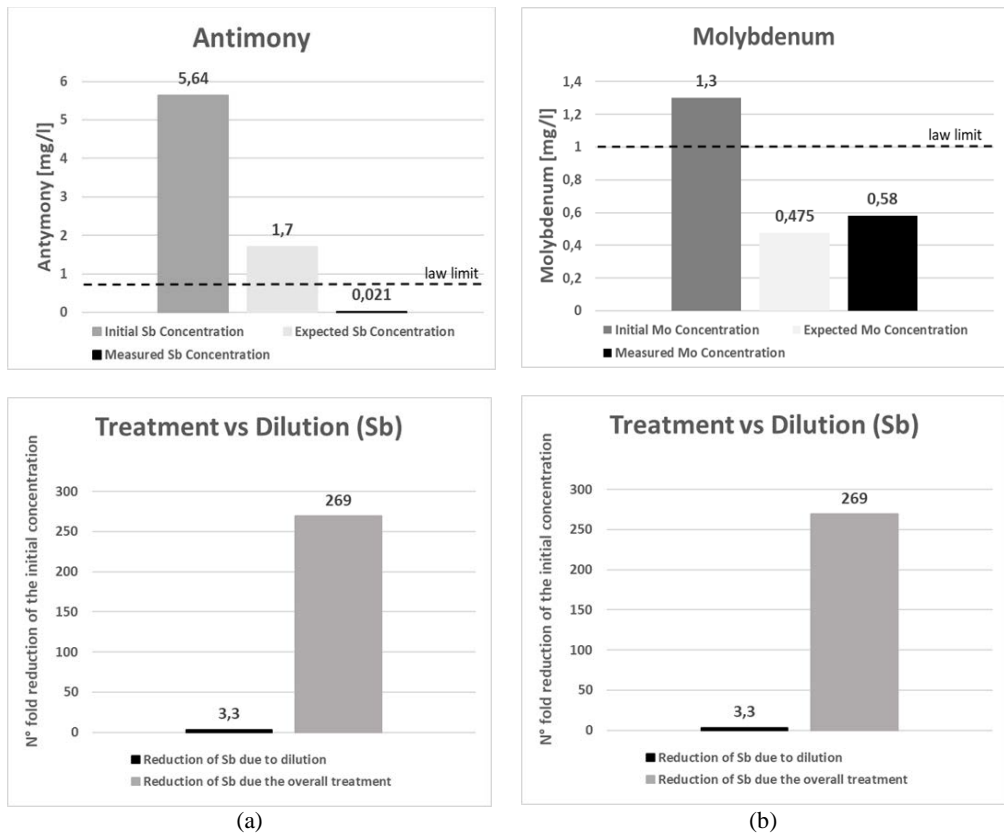 Antimony
Antymony [mg/l]
6
5
4
3
2
1
0
5,64
1,7
0,021
law limit
Initial Sb Concentration
Expected Sb Concentration
Measured Sb Concentration
Molybdenum
Molybdenum [mg/l]
1,4
1,2
1
0,8
0,6
0,4
0,2
0
1,3
0,475
0,58
law limit
Initial Mo Concentration
Expected Mo Concentration
Measured Mo Concentration
Treatment vs Dilution (Sb)
N° fold reduction of the initial concentration
300
250
200
150
100
50
0
3,3
269
Reduction of Sb due to dilution
Reduction of Sb due the overall treatment
(a)
Treatment vs Dilution (Sb)
N° fold reduction of the initial concentration
300
250
200
150
100
50
0
3,3
269
Reduction of Sb due to dilution
Reduction of Sb due the overall treatment
(b)